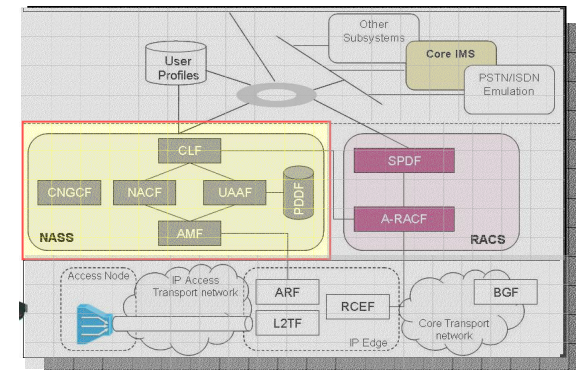 Other
Subsystems
Core IMS
User
Profiles
PSTN/ISDN
Emulation
CLF
SPDF
CNGCF
NACF
UAAF
PDDF
A-RACF
AMF
NASS
RACS
Access Node
IP Access
Transport network
ARF
RCEF
BGF
L2TF
Core Transport
network
IP Edge